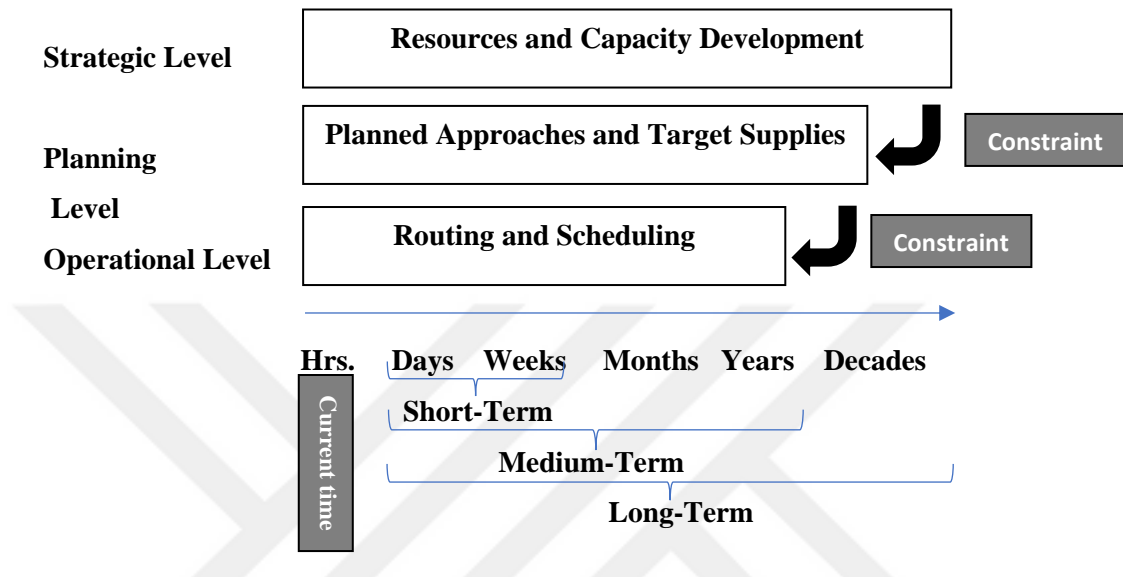 Strategic Level
Resources and Capacity Development
Planning
Level
Planned Approaches and Target Supplies
Constraint
Operational Level
Routing and Scheduling
Constraint
Hrs. Days Weeks Months Years Decades
Current time
Short-Term
Medium-Term
Long-Term